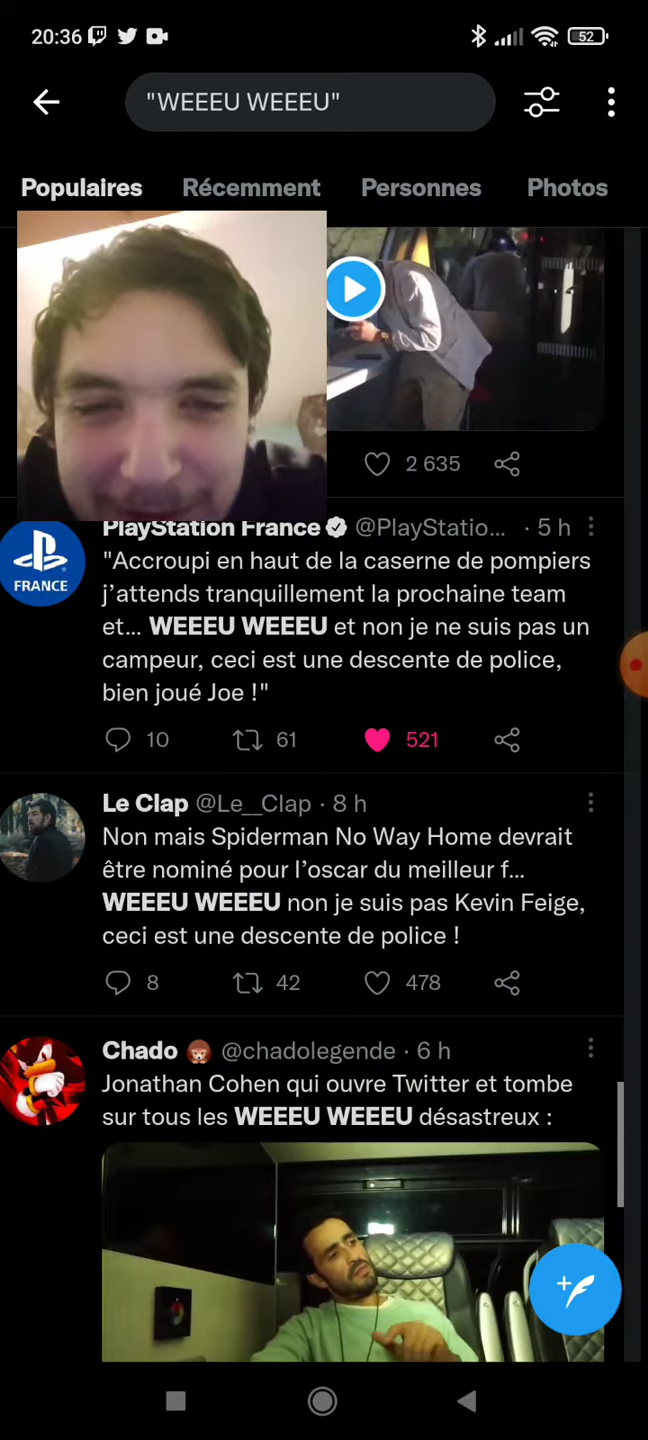 20:36
52
"WEEEU WEEEU"
Populaires Récemment Personnes Photos
2 635
PlayStation France @PlayStatio... · 5 h
FRANCE
"Accroupi en haut de la caserne de pompiers
j'attends tranquillement la prochaine team
et... WEEEU WEEEU et non je ne suis pas un
campeur, ceci est une descente de police,
bien joué Joe !"
10 61 521
Le Clap @Le__Clap · 8 h
Non mais Spiderman No Way Home devrait
être nominé pour l'oscar du meilleur f...
WEEEU WEEEU non je suis pas Kevin Feige,
ceci est une descente de police !
8 42 478
Chado @chadolegende · 6 h
Jonathan Cohen qui ouvre Twitter et tombe
sur tous les WEEEU WEEEU désastreux :